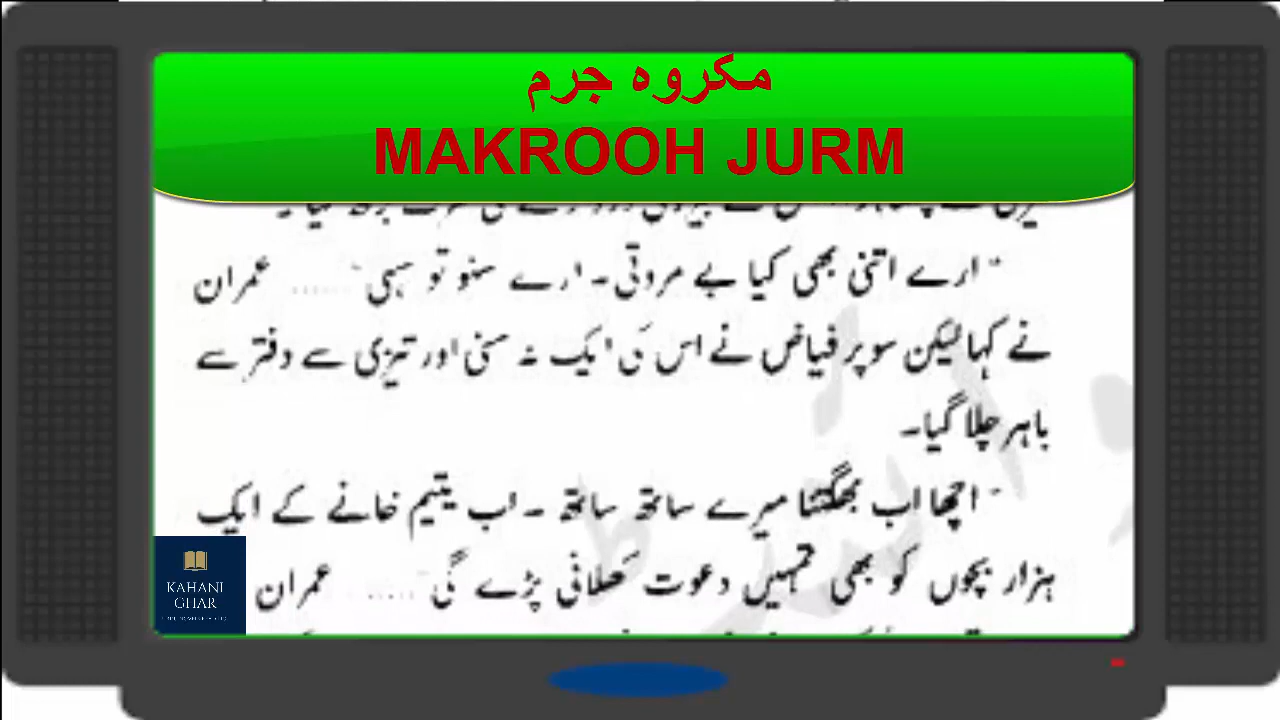 مکروہ جرم
MAKROOH JURM
"ارے اتنی بھی کیا بے مروتی۔ ارے سنو تو سہی" ...... عمران
نے کہا لیکن سوپر فیاض نے اس کی ایک نہ سنی اور تیزی سے دفتر سے
باہر چلا گیا۔
"اچھا اب بھگتنا میرے ساتھ ساتھ۔ اب یتیم خانے کے ایک
ہزار بچوں کو بھی تمہیں دعوت کھلانی پڑے گی" ..... عمران
KAHANI
GHAR